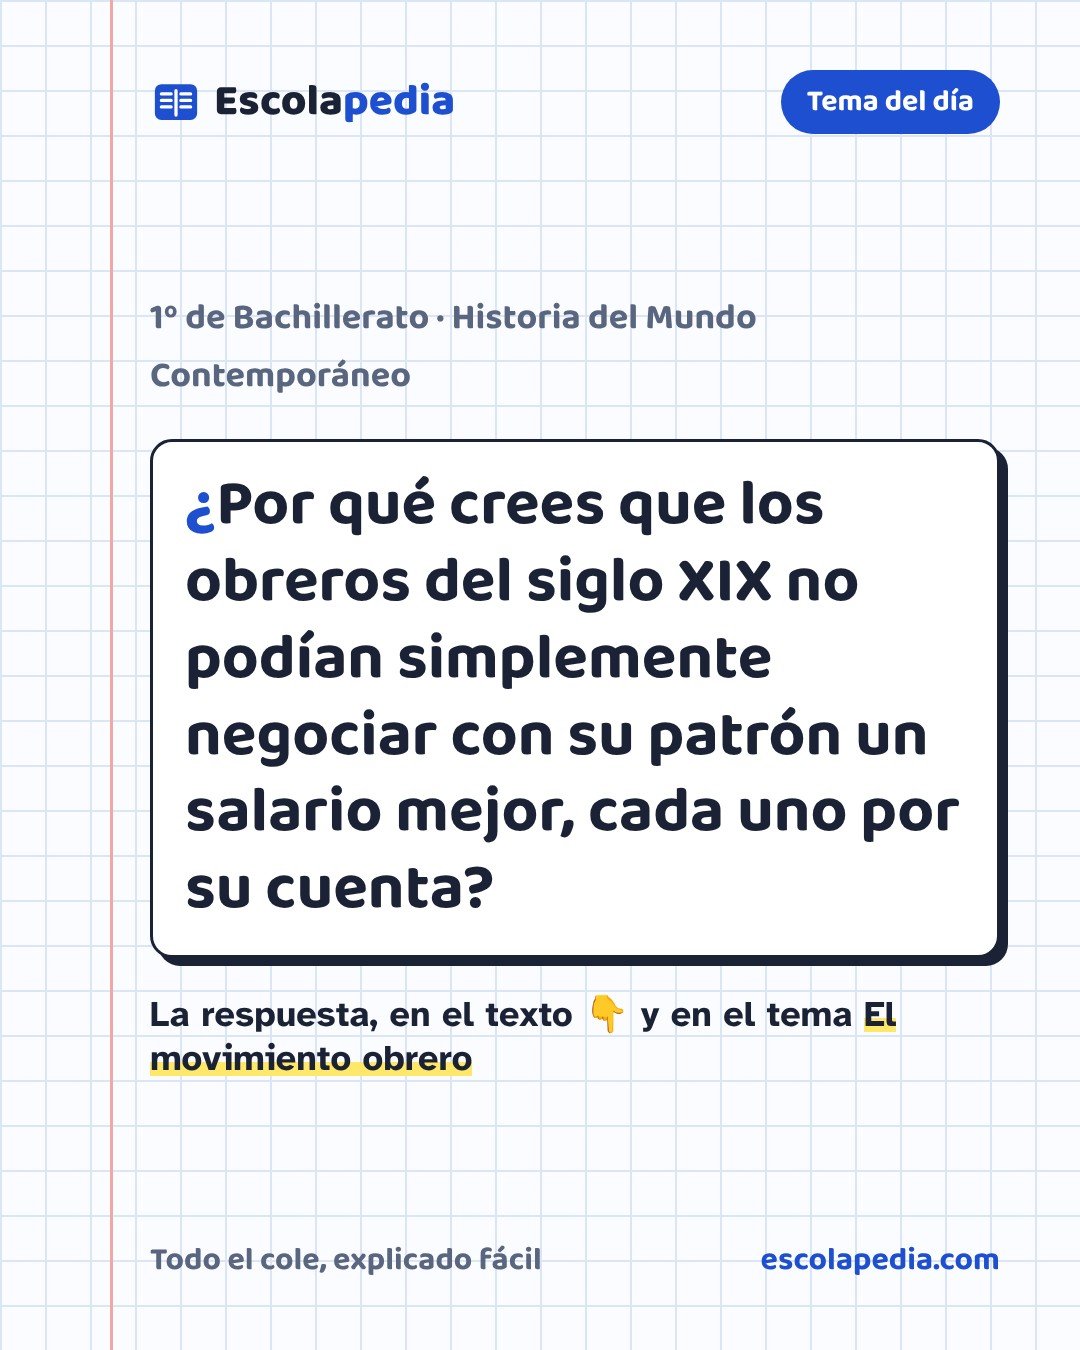 Escolapedia
Tema del día
1º de Bachillerato · Historia del Mundo
Contemporáneo
¿Por qué crees que los
obreros del siglo XIX no
podían simplemente
negociar con su patrón un
salario mejor, cada uno por
su cuenta?
La respuesta, en el texto 👇 y en el tema El
movimiento obrero
Todo el cole, explicado fácil
escolapedia.com